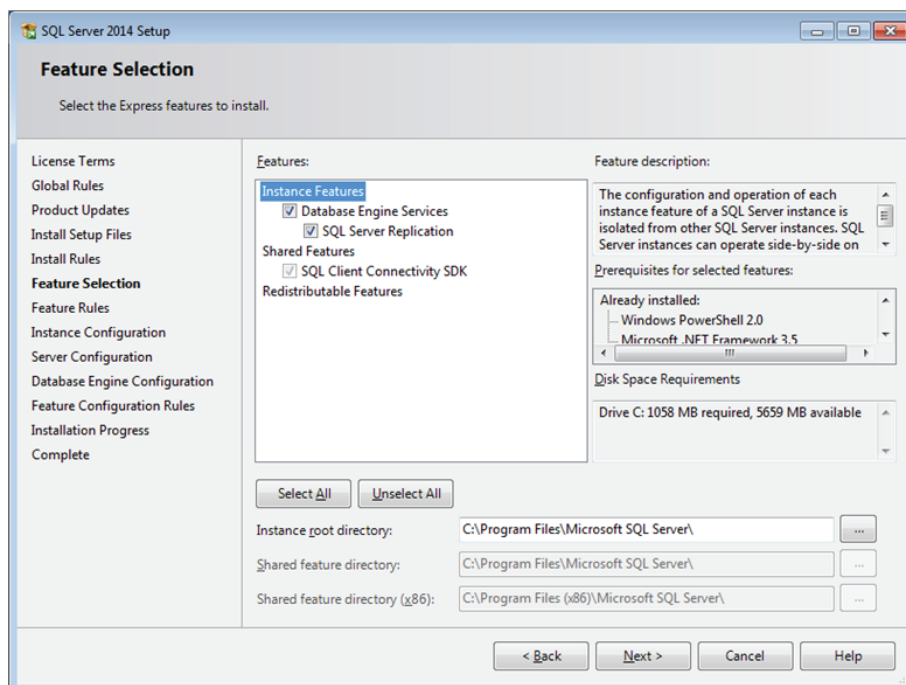 SQL Server 2014 Setup
Feature Selection
Select the Express features to install.
License Terms
Global Rules
Product Updates
Install Setup Files
Install Rules
Feature Selection
Feature Rules
Instance Configuration
Server Configuration
Database Engine Configuration
Feature Configuration Rules
Installation Progress
Complete
Features:
Instance Features
Database Engine Services
SQL Server Replication
Shared Features
SQL Client Connectivity SDK
Redistributable Features
Feature description:
The configuration and operation of each
instance feature of a SQL Server instance is
isolated from other SQL Server instances. SQL
Server instances can operate side-by-side on
Prerequisites for selected features:
Already installed:
Windows PowerShell 2.0
Microsoft .NET Framework 3.5
Disk Space Requirements
Drive C: 1058 MB required, 5659 MB available
Select All
Unselect All
Instance root directory:
C:\Program Files\Microsoft SQL Server\
...
Shared feature directory:
C:\Program Files\Microsoft SQL Server\
...
Shared feature directory (x86):
C:\Program Files (x86)\Microsoft SQL Server\
...
< Back
Next >
Cancel
Help